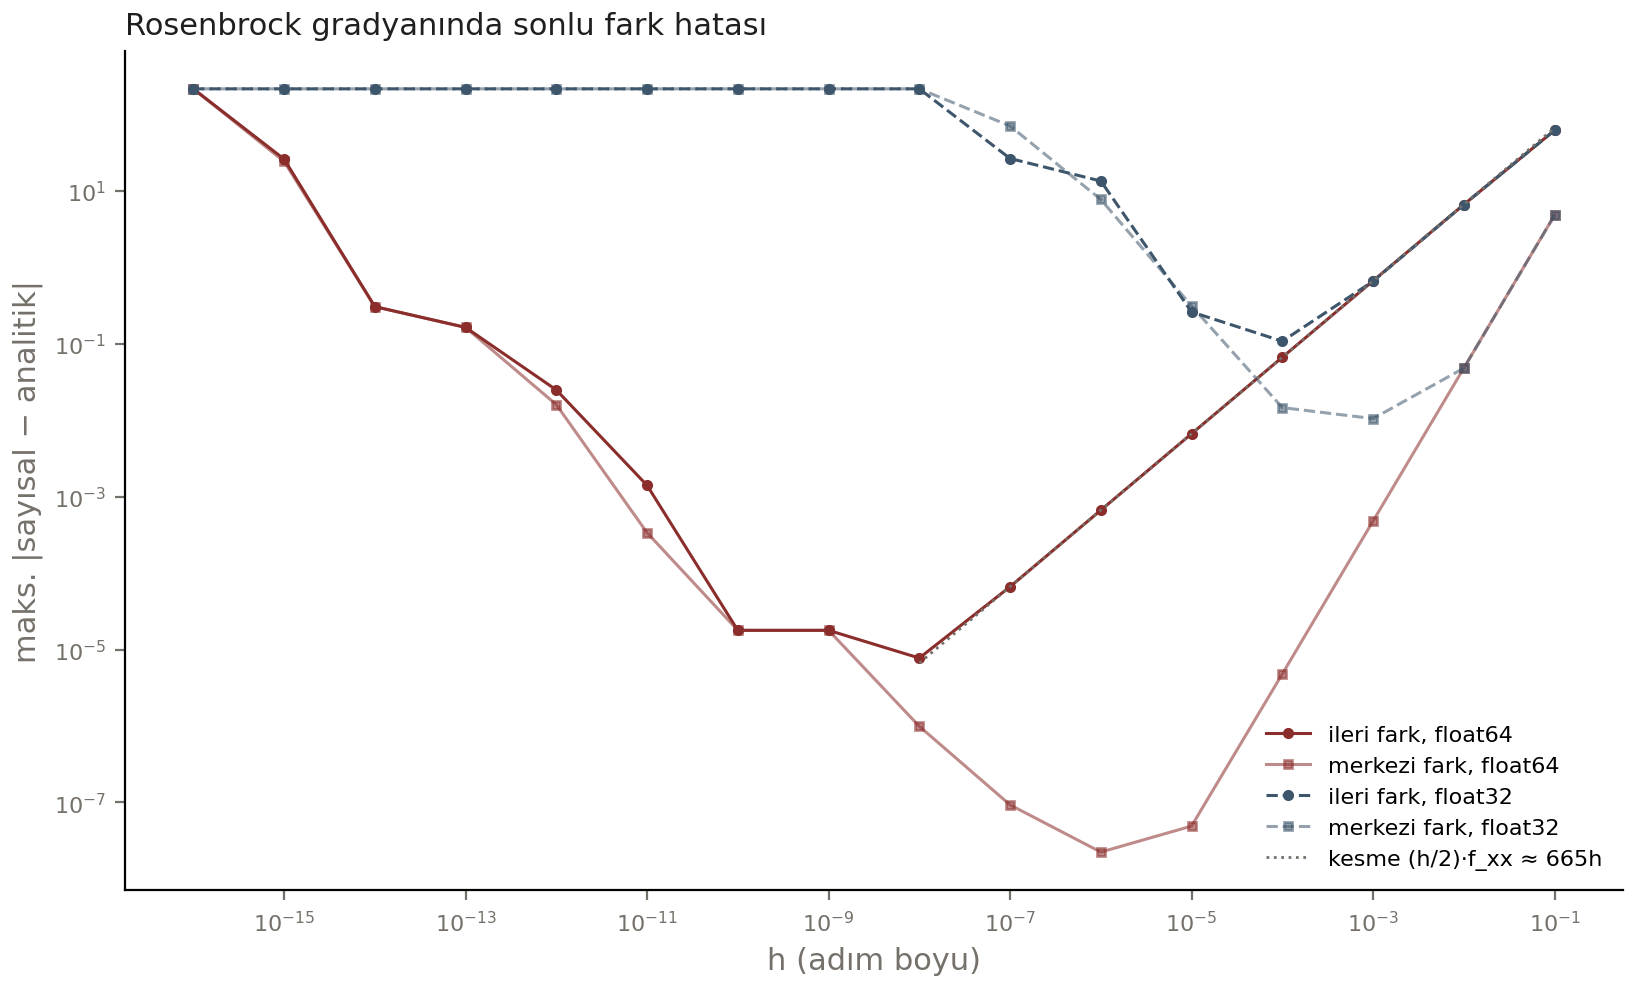 Rosenbrock gradyanında sonlu fark hatası
maks. |sayısal − analitik|
10¹
10⁻¹
10⁻³
10⁻⁵
10⁻⁷
ileri fark, float64
merkezi fark, float64
ileri fark, float32
merkezi fark, float32
kesme (h/2)·f_xx ≈ 665h
10⁻¹⁵
10⁻¹³
10⁻¹¹
10⁻⁹
10⁻⁷
10⁻⁵
10⁻³
10⁻¹
h (adım boyu)